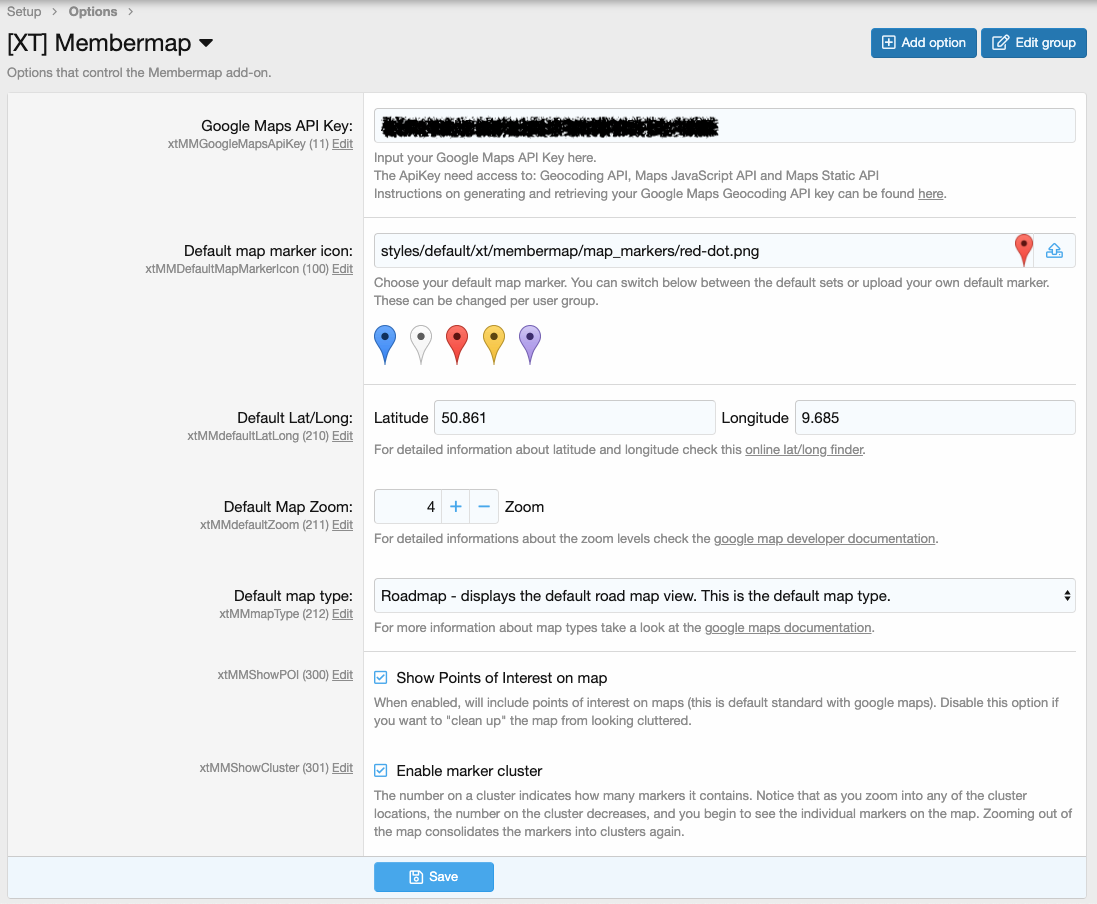 Setup > Options >
[XT] Membermap
Add option
Edit group
Options that control the Membermap add-on.
Google Maps API Key:
xtMMGoogleMapsApiKey (11) Edit
Input your Google Maps API Key here.
The ApiKey need access to: Geocoding API, Maps JavaScript API and Maps Static API
Instructions on generating and retrieving your Google Maps Geocoding API key can be found here.
Default map marker icon:
xtMMDefaultMapMarkerIcon (100) Edit
styles/default/xt/membermap/map_markers/red-dot.png
Choose your default map marker. You can switch below between the default sets or upload your own default marker.
These can be changed per user group.
Default Lat/Long:
xtMMdefaultLatLong (210) Edit
Latitude 50.861 Longitude 9.685
For detailed information about latitude and longitude check this online lat/long finder.
Default Map Zoom:
xtMMdefaultZoom (211) Edit
4 + − Zoom
For detailed informations about the zoom levels check the google map developer documentation.
Default map type:
xtMMmapType (212) Edit
Roadmap - displays the default road map view. This is the default map type.
For more information about map types take a look at the google maps documentation.
xtMMShowPOI (300) Edit
Show Points of Interest on map
When enabled, will include points of interest on maps (this is default standard with google maps). Disable this option if
you want to "clean up" the map from looking cluttered.
xtMMShowCluster (301) Edit
Enable marker cluster
The number on a cluster indicates how many markers it contains. Notice that as you zoom into any of the cluster
locations, the number on the cluster decreases, and you begin to see the individual markers on the map. Zooming out of
the map consolidates the markers into clusters again.
Save